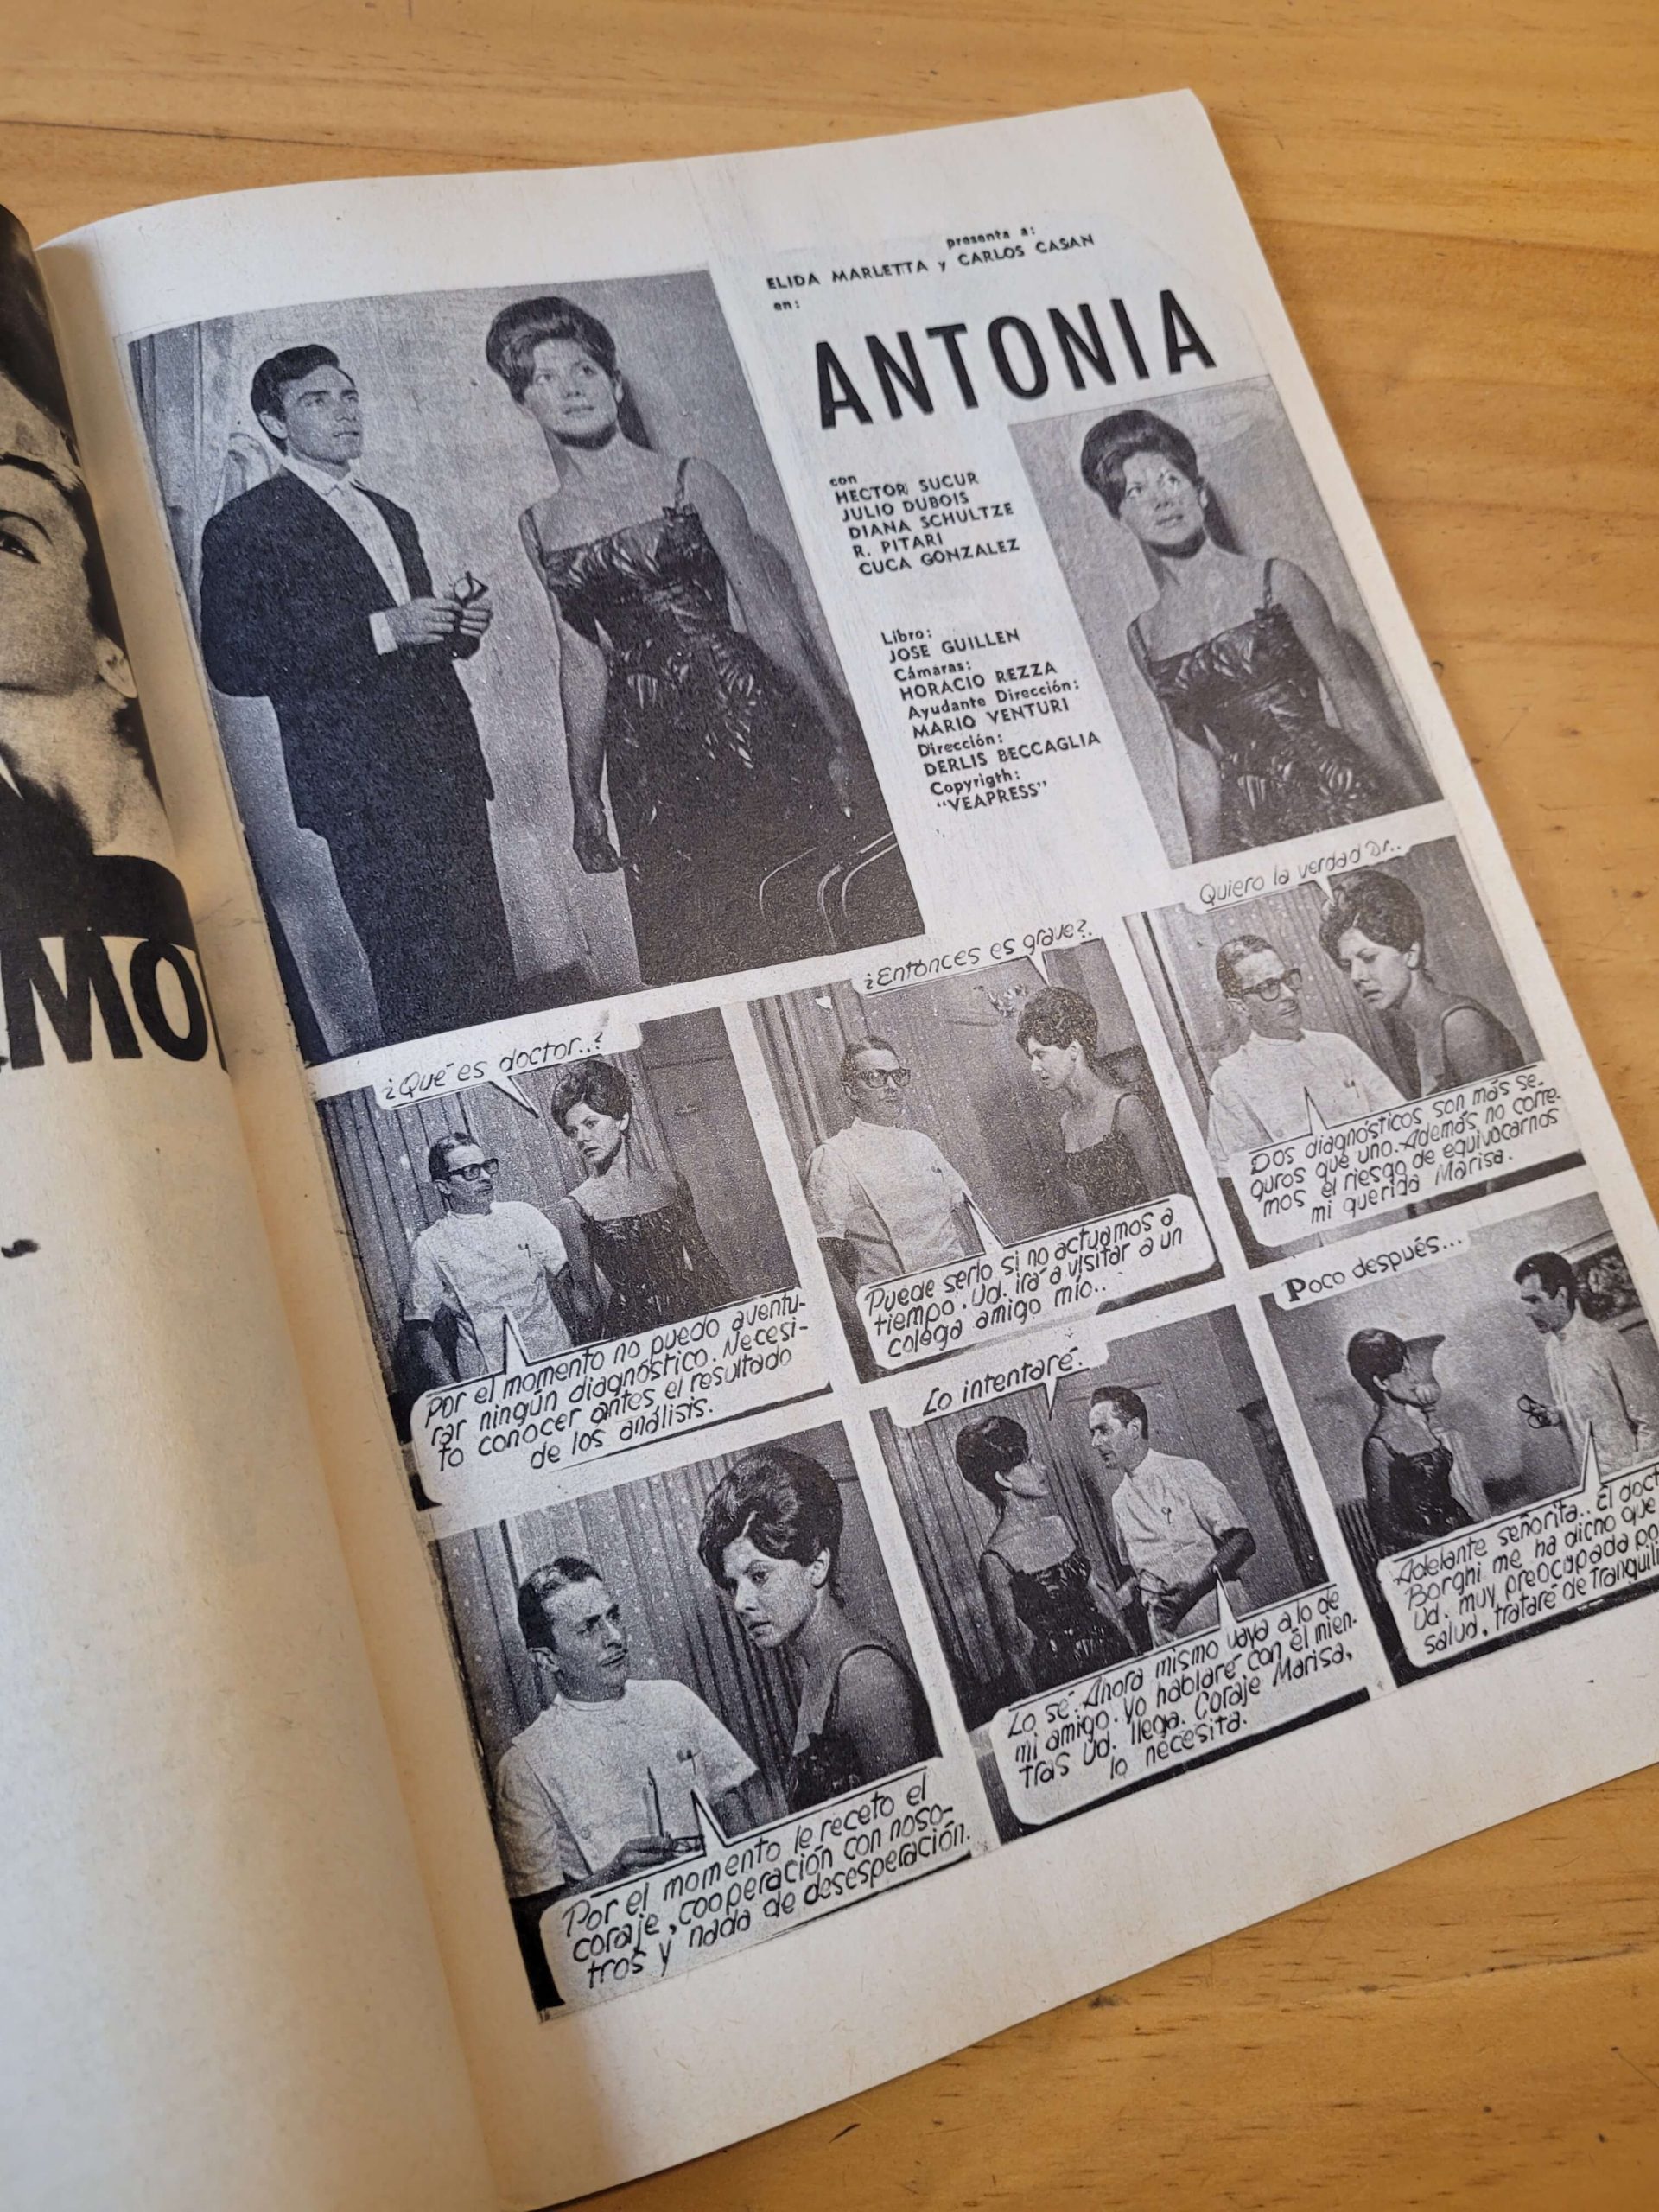 presenta a:
ELIDA MARLETTA y CARLOS CASAN
en:
ANTONIA
con
HECTOR SUCUR
JULIO DUBOIS
DIANA SCHULTZE
R. PITARI
CUCA GONZALEZ
Libro:
JOSE GUILLEN
Cámaras:
HORACIO REZZA
Ayudante Dirección:
MARIO VENTURI
Dirección:
DERLIS BECCAGLIA
Copyrigth:
"VEAPRESS"
¿Qué es doctor..?
Por el momento no puedo aventu-
rar ningún diagnóstico. Necesi-
to conocer antes el resultado
de los análisis.
¿Entonces es grave?.
Puede serlo si no actuamos a
tiempo. Ud. irá a visitar a un
colega amigo mío..
Quiero la verdad Dr..
Dos diagnósticos son más se-
guros que uno. Además no corre-
mos el riesgo de equivocarnos
mi querida Marisa.
Por el momento le receto el
coraje, cooperación con noso-
tros y nada de desesperación.
Lo intentaré.
Lo sé. Ahora mismo vaya a lo de
mi amigo. Yo hablaré con él mien-
tras Ud. llega. Coraje Marisa,
lo necesita.
Poco después...
Adelante señorita.. El doct
Borghi me ha dicho que
Ud. muy preocupada po
salud, trataré de tranquili
MO